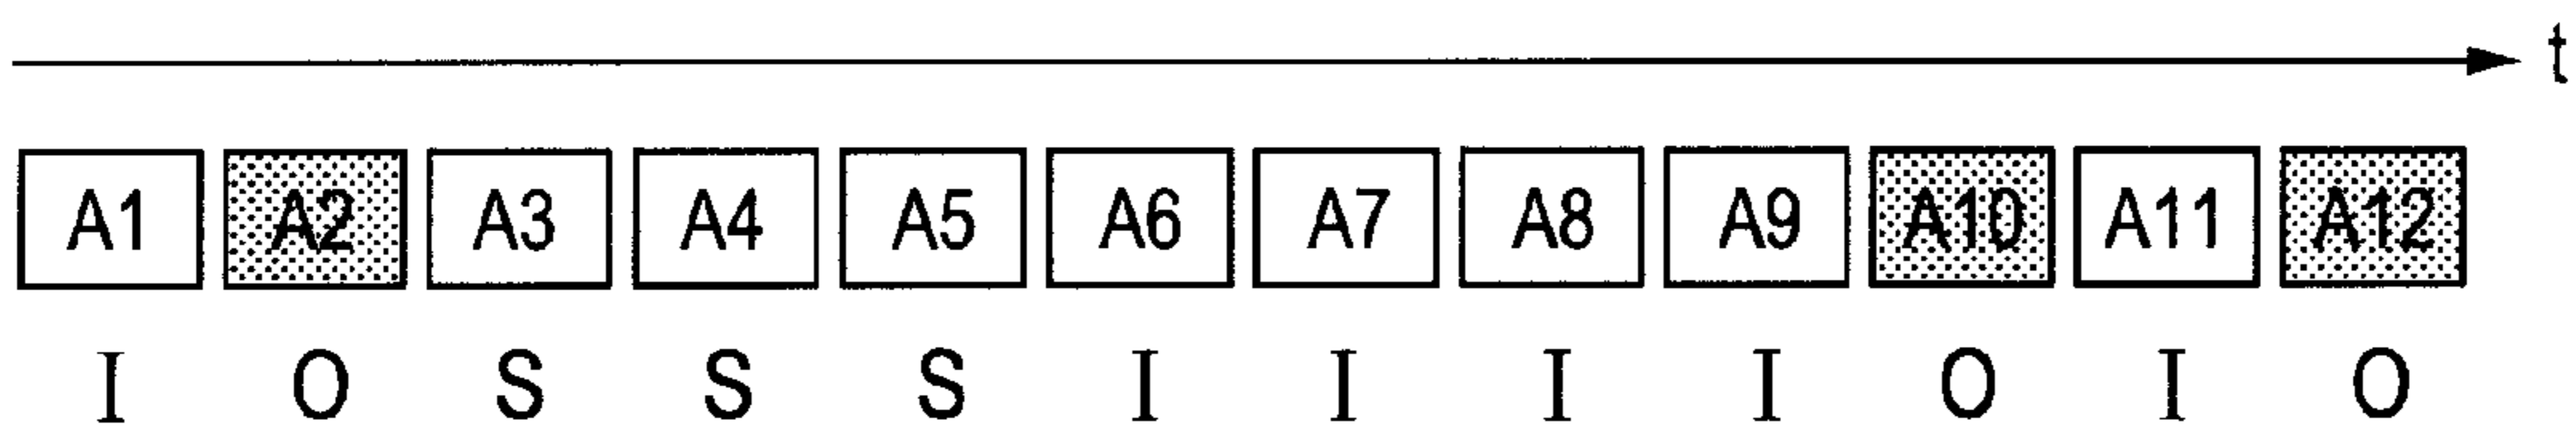 t
A1 A2 A3 A4 A5 A6 A7 A8 A9 A10 A11 A12
I O S S S I I I I O I O